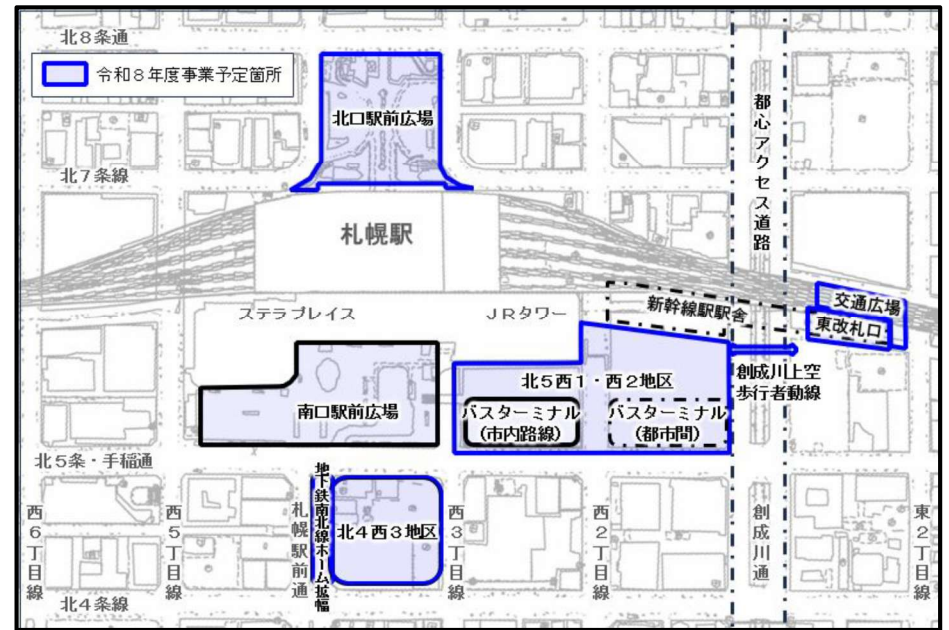 北8条通
令和8年度事業予定箇所
北口駅前広場
都心アクセス道路
北7条線
札幌駅
新幹線駅駅舎
交通広場
東改札口
ステラプレイス
JRタワー
北5西1・西2地区
創成川上空
歩行者動線
南口駅前広場
バスターミナル
(市内路線)
バスターミナル
(都市間)
北5条・手稲通
西6丁目線
西5丁目線
札幌駅前通
地下鉄南北線ホーム拡幅
北4西3地区
西3丁目線
西2丁目線
創成川通
東2丁目線
北4条線